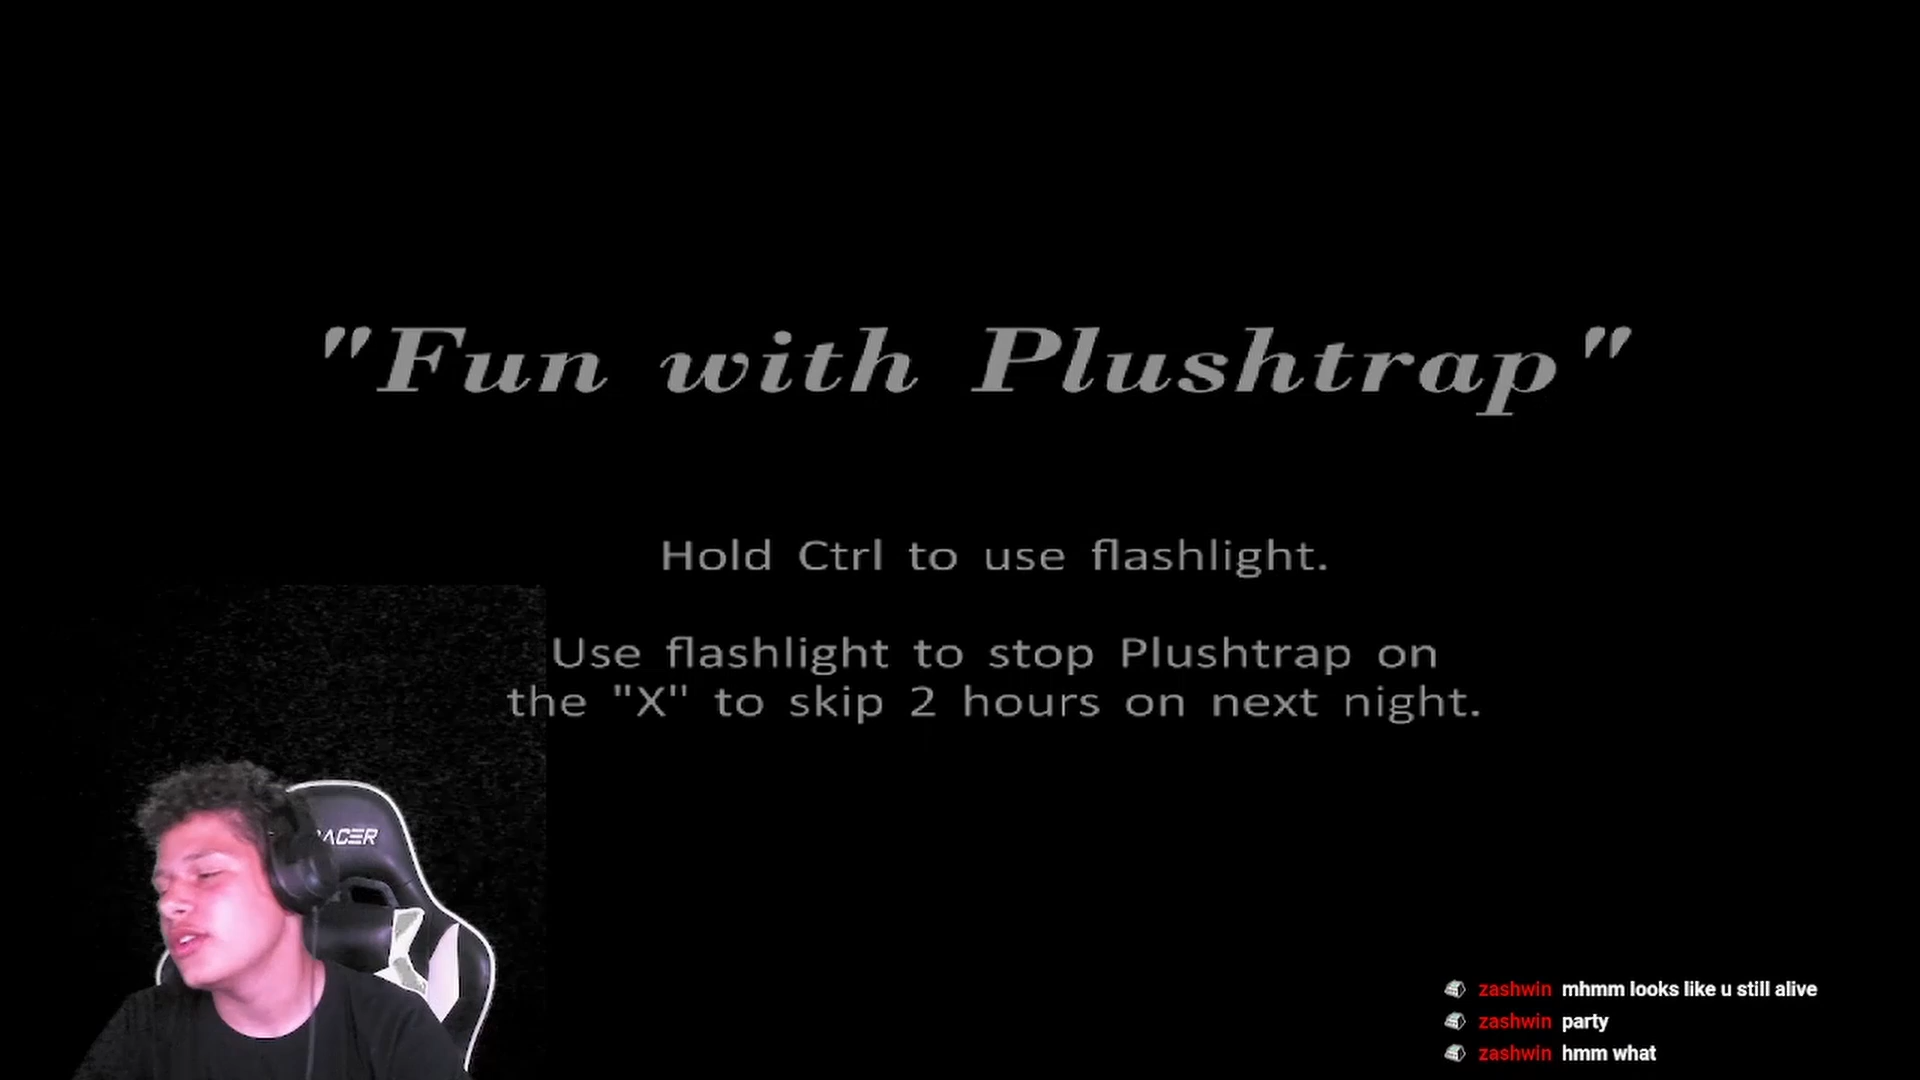 "Fun with Plushtrap"
Hold Ctrl to use flashlight.
Use flashlight to stop Plushtrap on
the "X" to skip 2 hours on next night.
ACER
zashwin mhmm looks like u still alive
zashwin party
zashwin hmm what